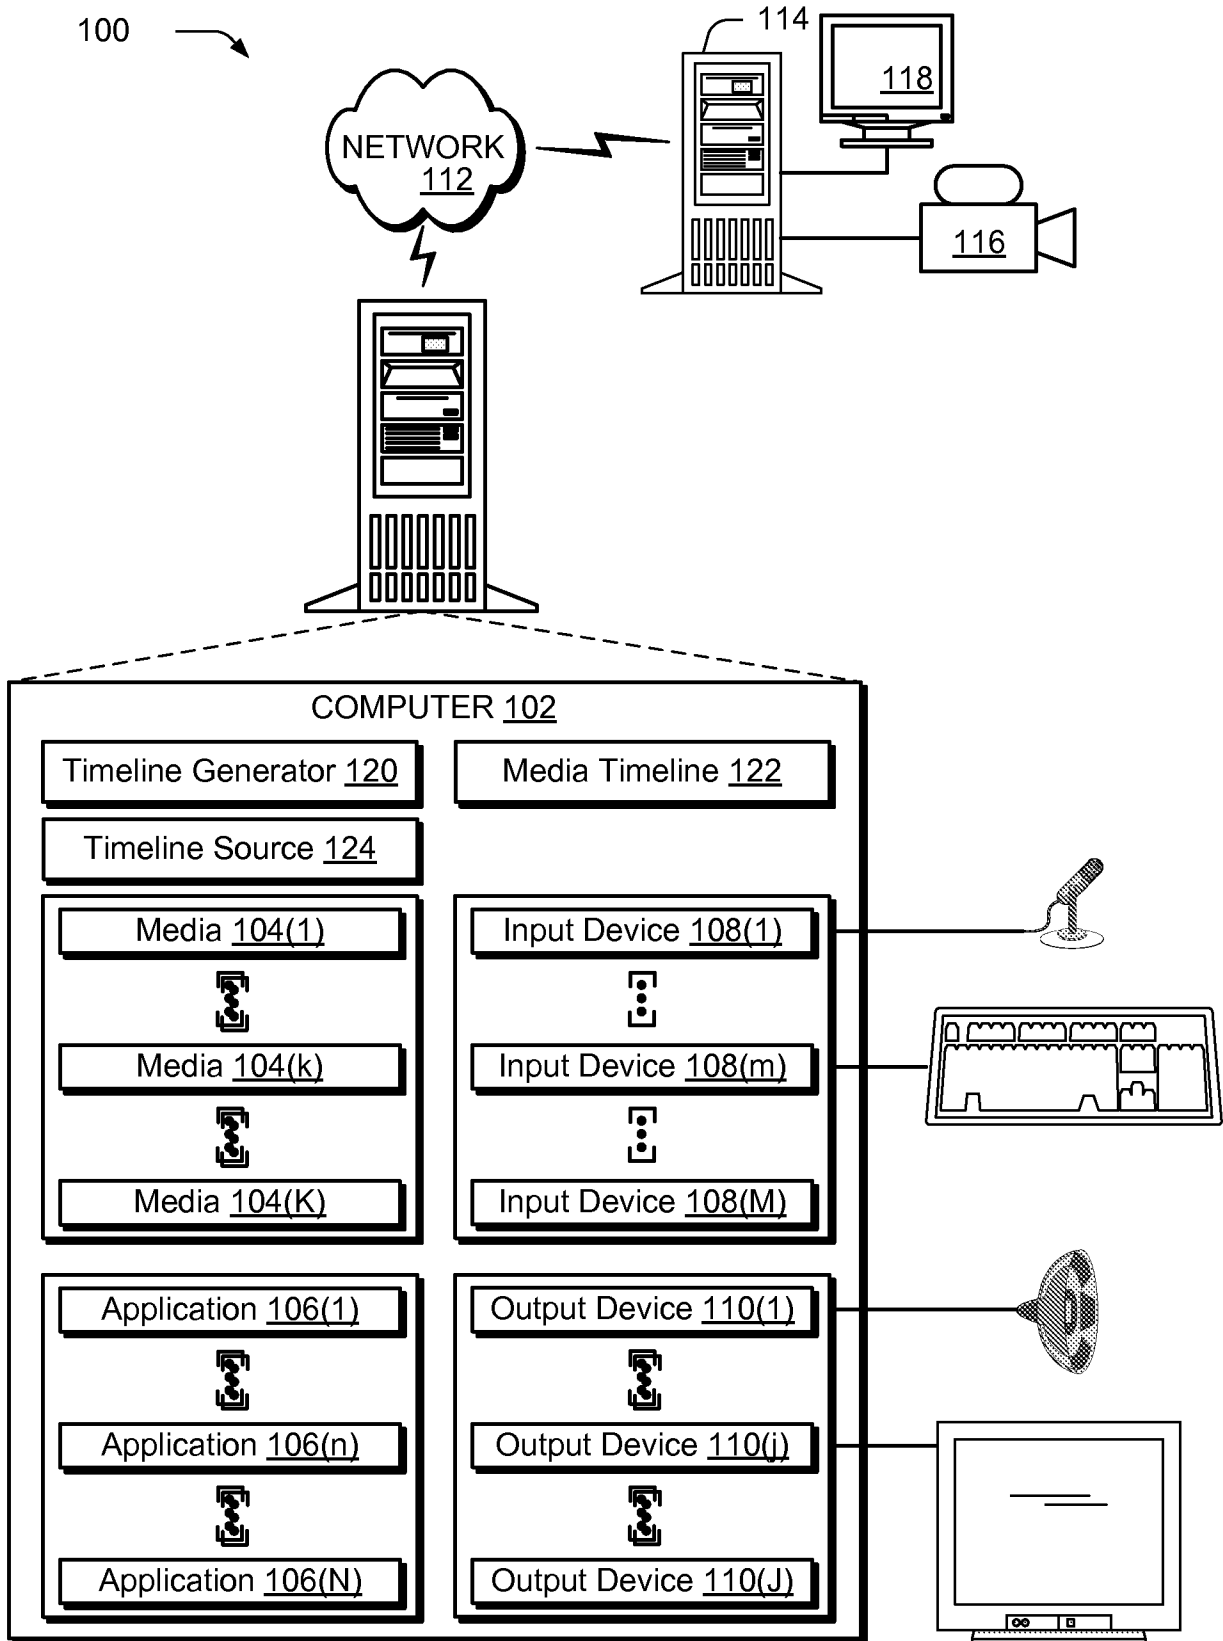 100
114
118
NETWORK
112
116
COMPUTER 102
Timeline Generator 120
Media Timeline 122
Timeline Source 124
Media 104(1)
Input Device 108(1)
Media 104(k)
Input Device 108(m)
Media 104(K)
Input Device 108(M)
Application 106(1)
Output Device 110(1)
Application 106(n)
Output Device 110(j)
Application 106(N)
Output Device 110(J)